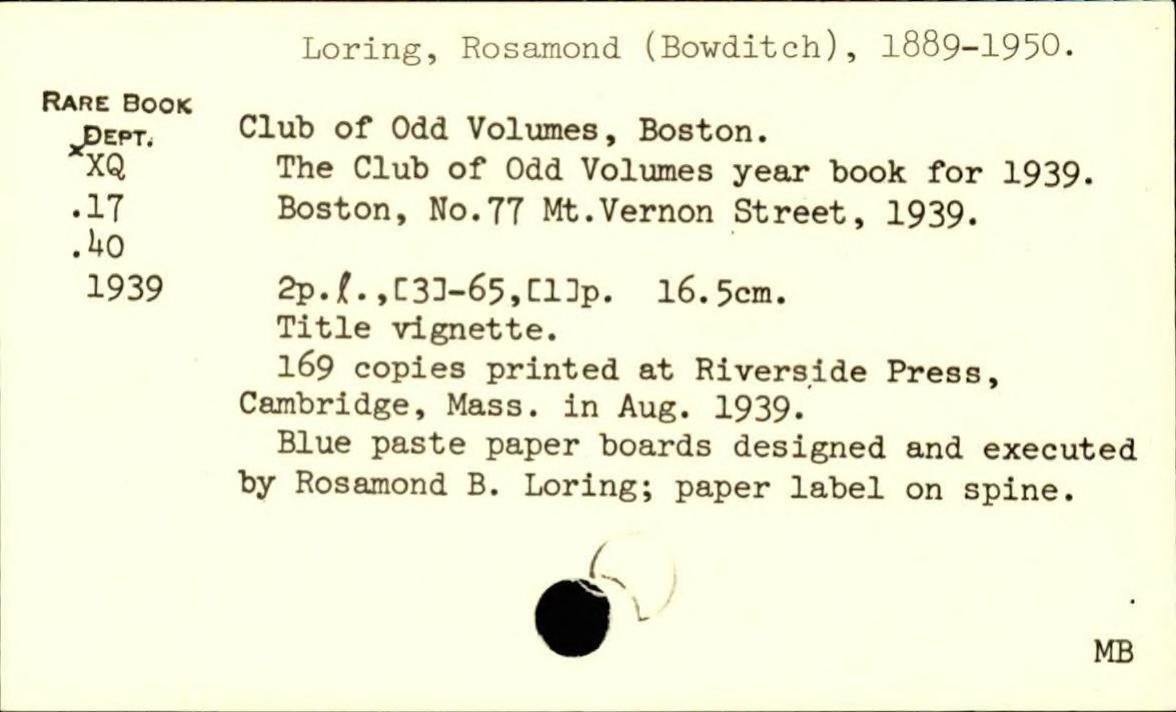 Loring, Rosamond (Bowditch), 1889-1950.
RARE BOOK
DEPT.
xXQ
.17
.40
1939
Club of Odd Volumes, Boston.
The Club of Odd Volumes year book for 1939.
Boston, No.77 Mt.Vernon Street, 1939.
2p.ℓ.,[3]-65,[1]p. 16.5cm.
Title vignette.
169 copies printed at Riverside Press,
Cambridge, Mass. in Aug. 1939.
Blue paste paper boards designed and executed
by Rosamond B. Loring; paper label on spine.
MB